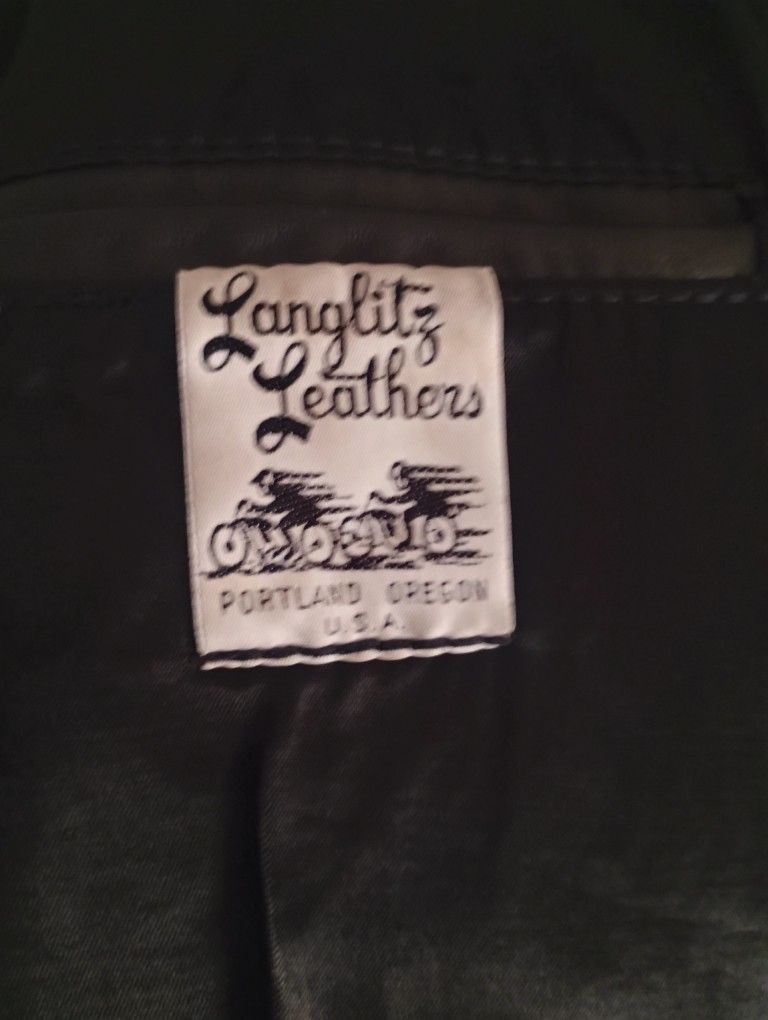 Langlitz
Leathers
PORTLAND OREGON
U.S.A.